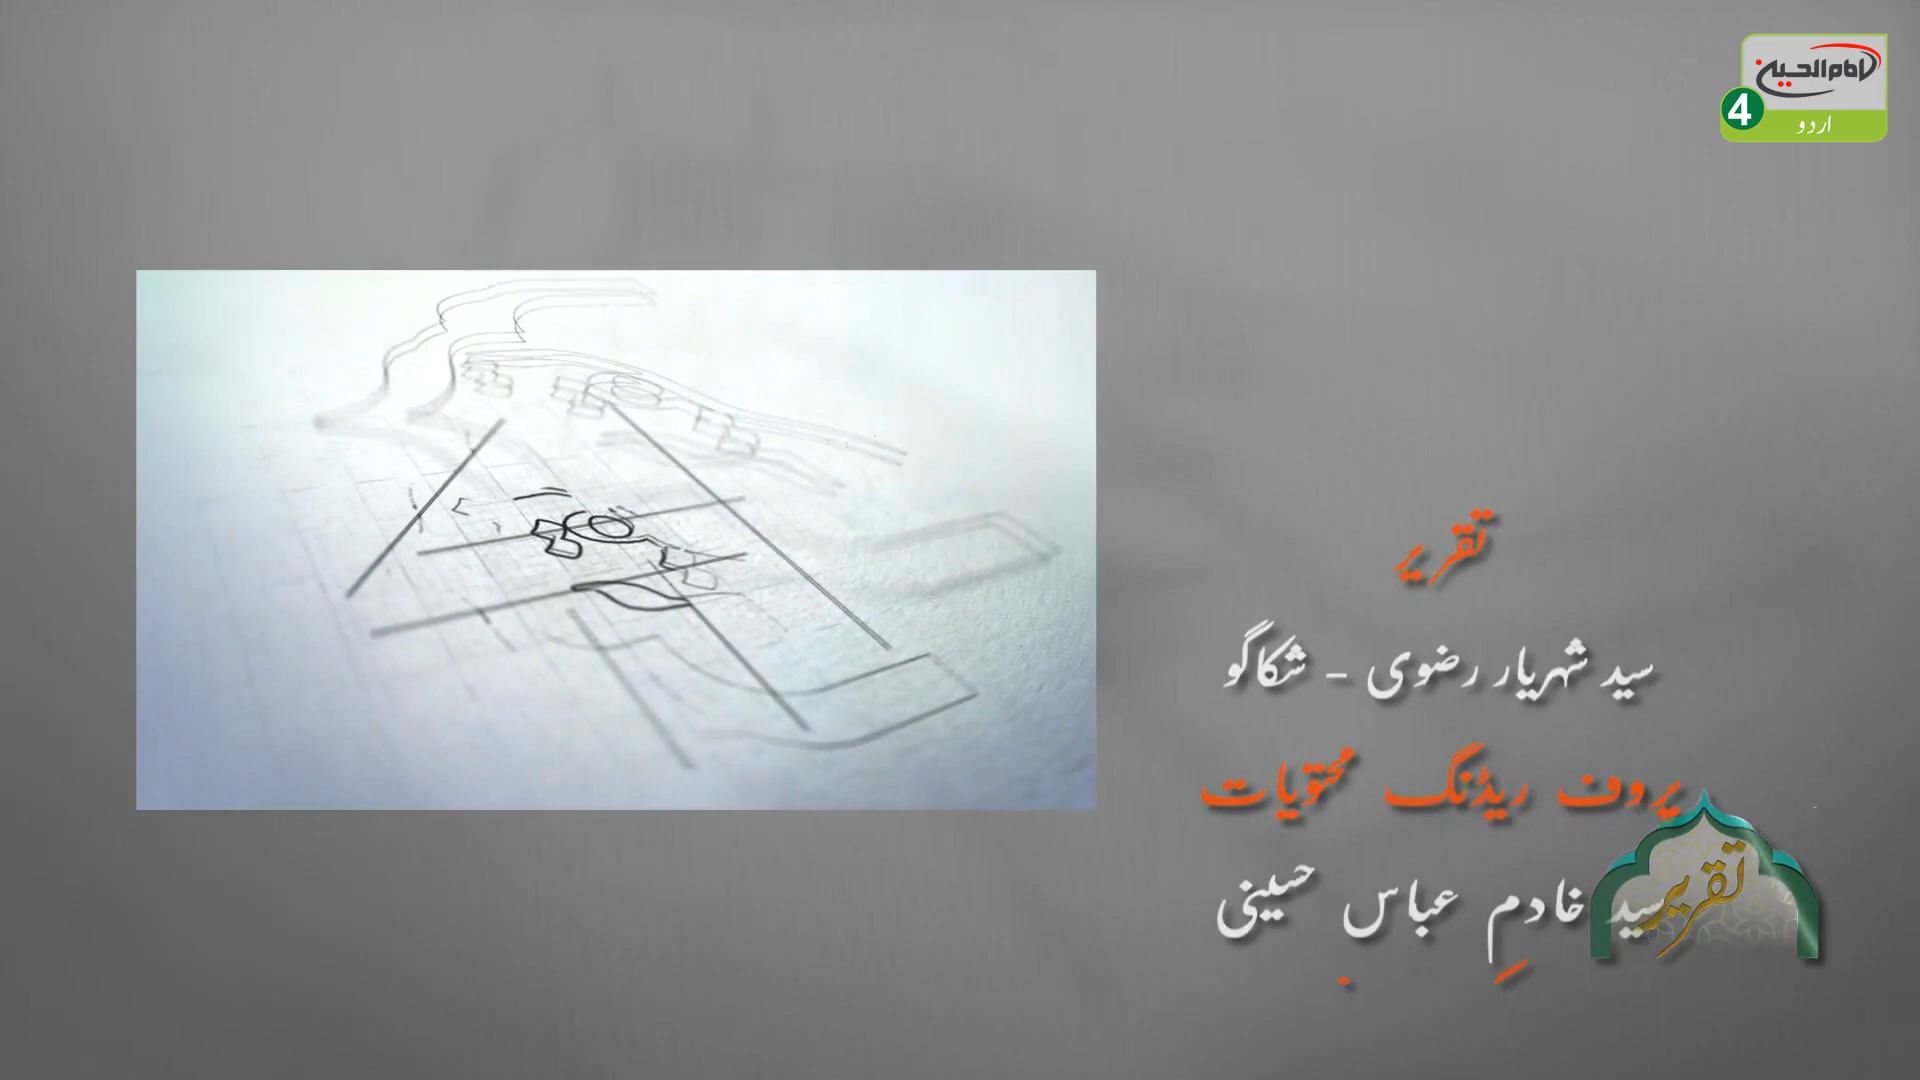 امام الحسین
4
اردو
تقریر
سید شہریار رضوی - شکاگو
پروف ریڈنگ محتویات
سید خادمِ عباس حسینی
تقریر